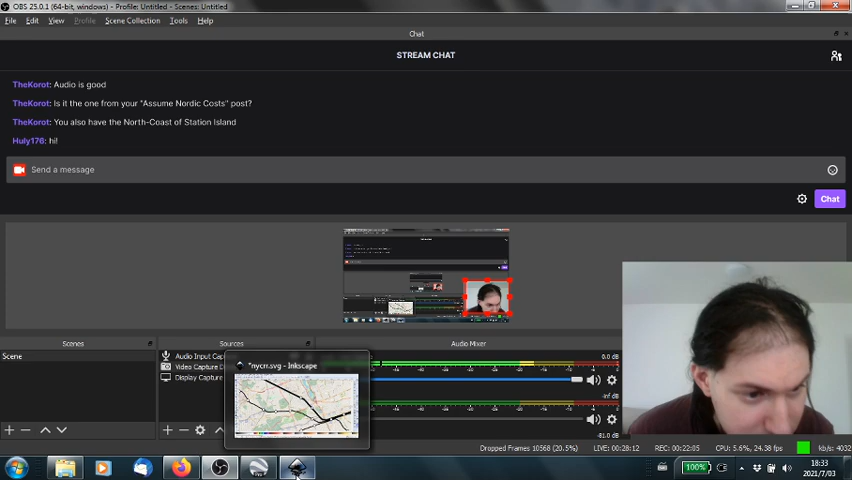 OBS 25.0.1 (64-bit, windows) - Profile: Untitled - Scenes: Untitled
File Edit View Profile Scene Collection Tools Help
Chat
STREAM CHAT
TheKorot: Audio is good
TheKorot: Is it the one from your "Assume Nordic Costs" post?
TheKorot: You also have the North-Coast of Station Island
Huly176: hi!
Send a message
Chat
Scenes
Sources
Audio Mixer
Scene
Audio Input Cap
Video Capture D
Display Capture
*nycrr.svg - Inkscape
0.0 dB
-inf dB
-81.0 dB
Dropped Frames 10568 (20.5%)
LIVE: 00:28:12
REC: 00:22:05
CPU: 5.6%, 24.38 fps
kb/s: 4032
100%
18:33
2021/7/03